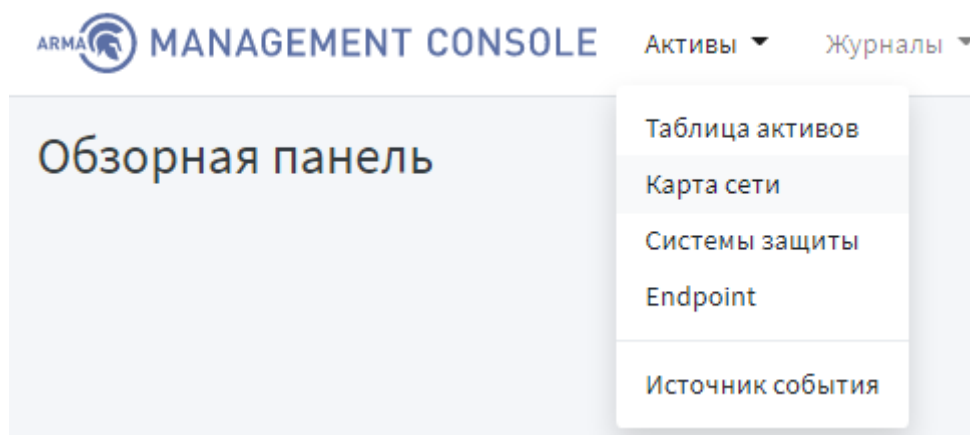 ARMA MANAGEMENT CONSOLE Активы Журналы
Обзорная панель
Таблица активов
Карта сети
Системы защиты
Endpoint
Источник события